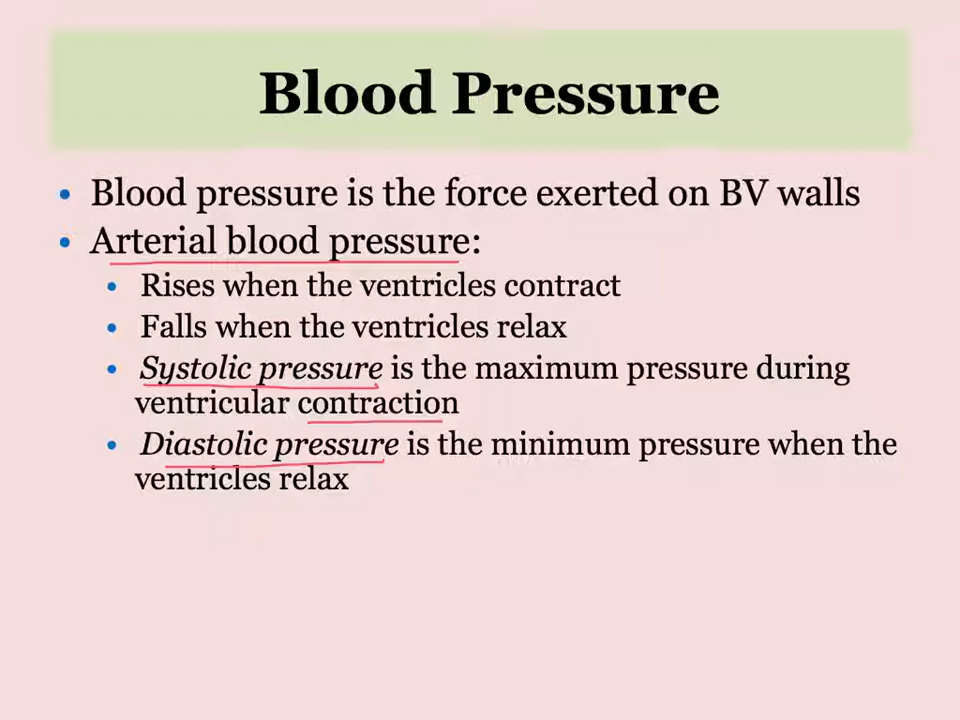 Blood Pressure
• Blood pressure is the force exerted on BV walls
• Arterial blood pressure:
• Rises when the ventricles contract
• Falls when the ventricles relax
• Systolic pressure is the maximum pressure during
ventricular contraction
• Diastolic pressure is the minimum pressure when the
ventricles relax